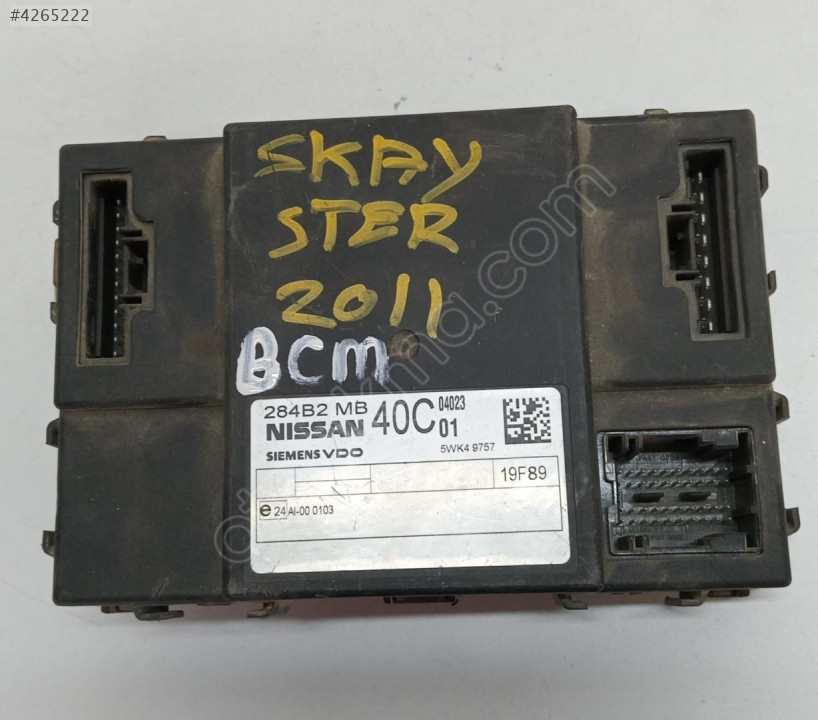 #4265222
SKAY
STER
2011
BCM
284B2 MB 40C 04023
NISSAN 01
SIEMENS VDO 5WK4 9757
19F89
e 24 AI-00 0103